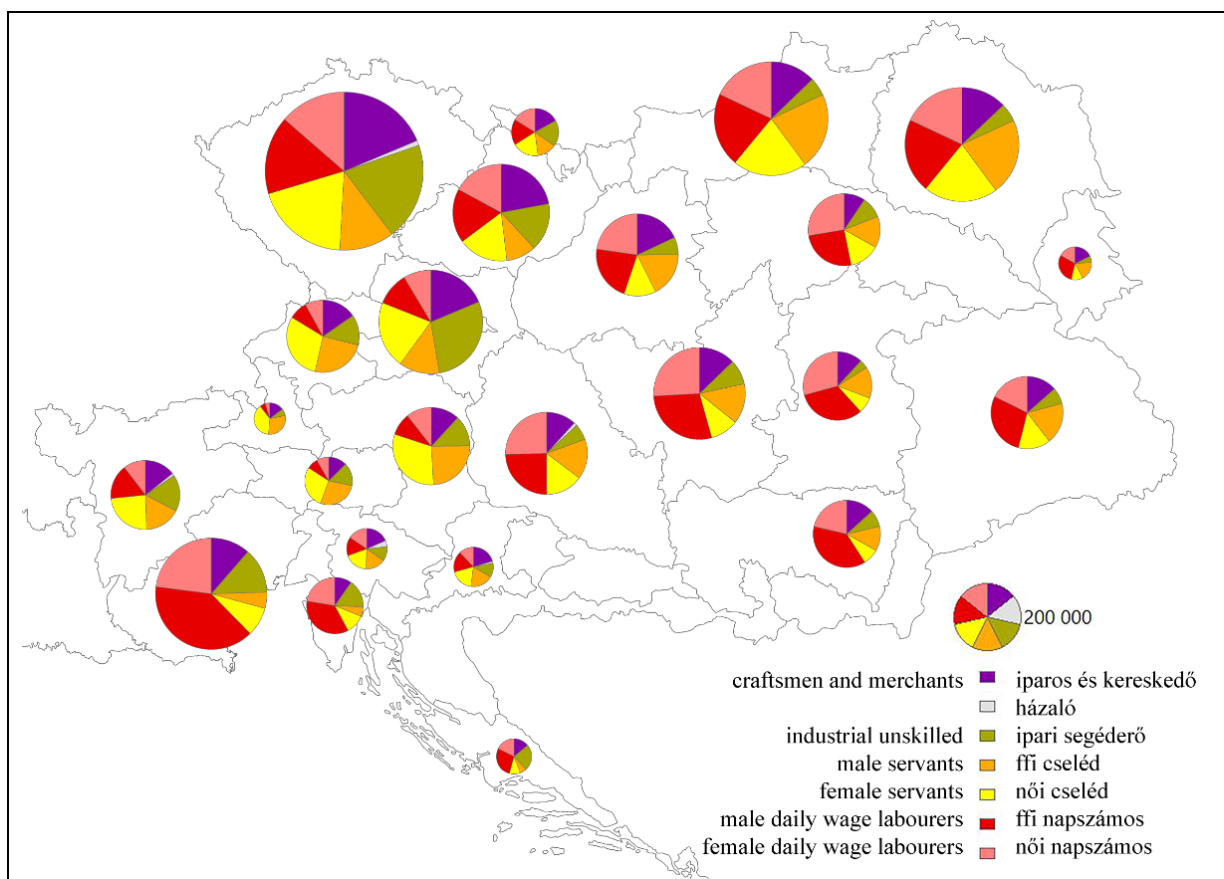 200 000
craftsmen and merchants iparos és kereskedő
házaló
industrial unskilled ipari segéderő
male servants ffi cseléd
female servants női cseléd
male daily wage labourers ffi napszámos
female daily wage labourers női napszámos